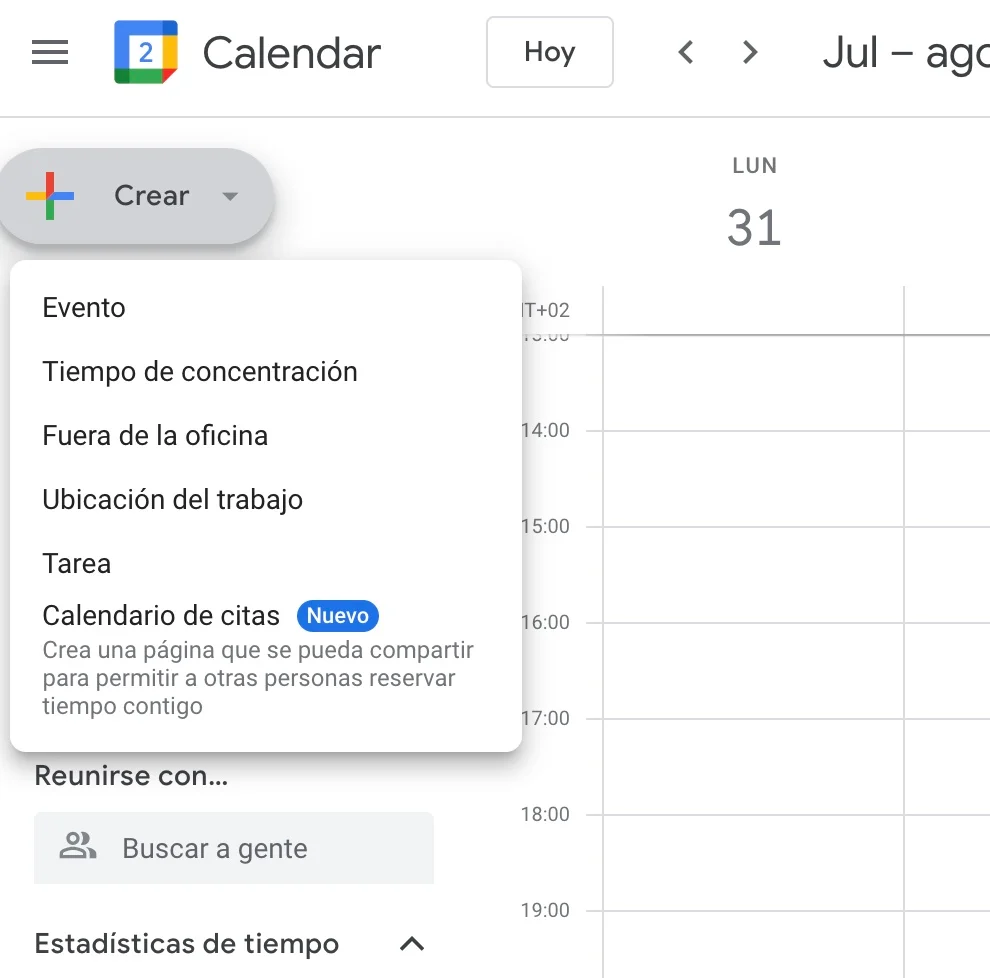 2 Calendar Hoy Jul – ago
Crear
LUN
31
Evento
Tiempo de concentración
Fuera de la oficina
Ubicación del trabajo
Tarea
Calendario de citas Nuevo
Crea una página que se pueda compartir
para permitir a otras personas reservar
tiempo contigo
T+02
13:00
14:00
15:00
16:00
17:00
18:00
19:00
Reunirse con...
Buscar a gente
Estadísticas de tiempo